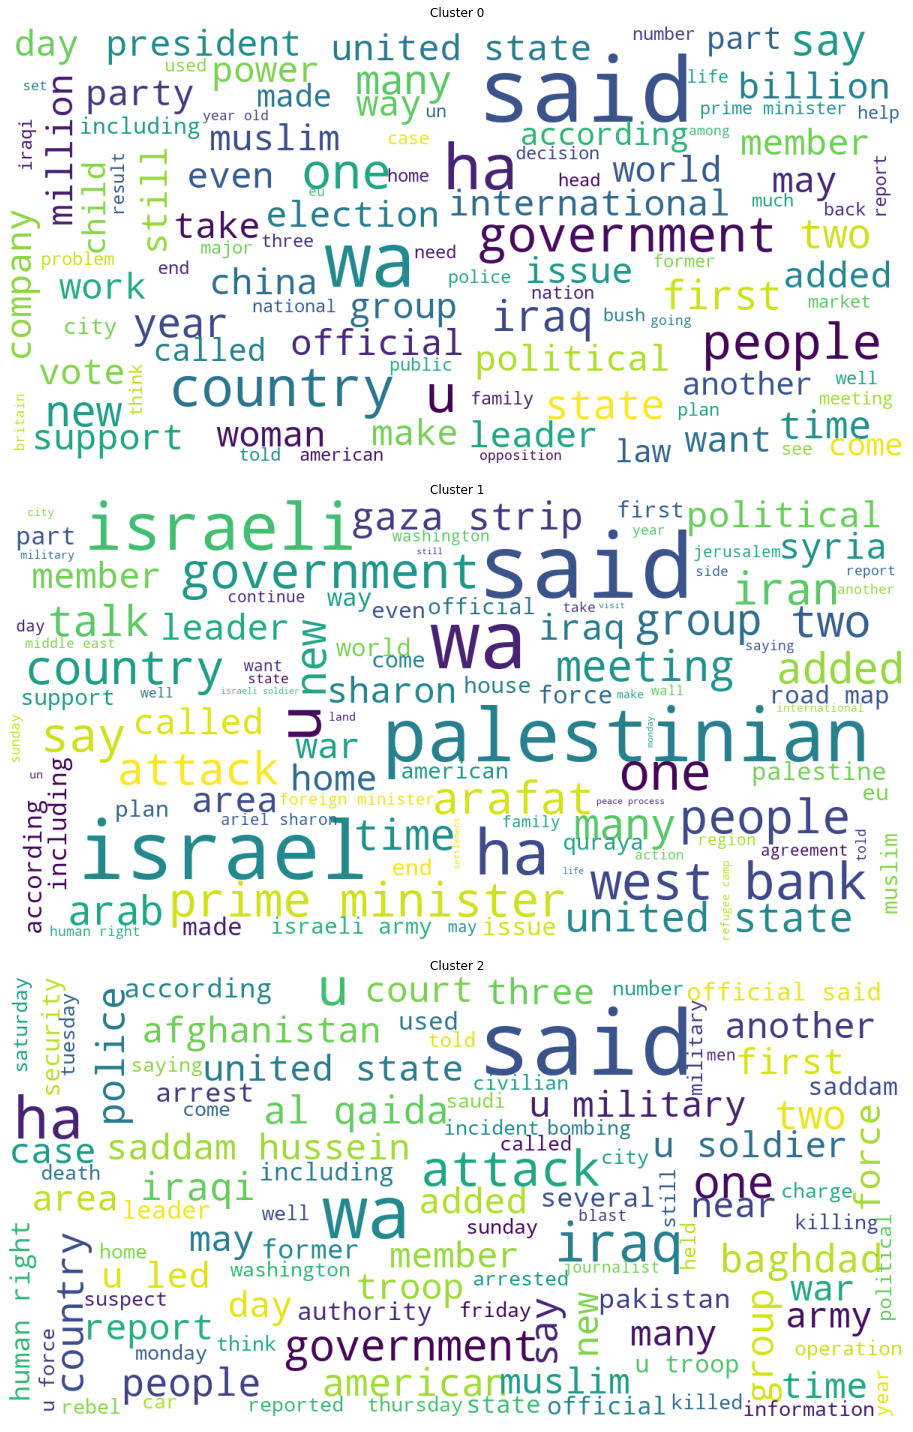 Cluster 0
day president united state said number part say
set used power many life billion
iraqi million party made way un prime minister help
including year old muslim case according among member
child result still even one home ha decision world may report
eu election head international much back
company take major three wa need government two
problem end police issue former added
work china national group nation first market
city year official iraq bush going people
called public political
vote think country u family state another well
britain new support plan meeting
woman make leader want time come
told american opposition law see
Cluster 1
city israeli gaza strip first political
part washington year
military member government still said jerusalem syria
continue way side report
day talk leader even official take visit iran another
middle east new world wa iraq group two
country want come saying
state meeting added
support well israeli soldier sharon house force make wall road map
sunday say called land u international
war palestinian monday
un attack home american one palestine
according including plan area foreign minister arafat peace process eu
ariel sharon many people
israel time family quraya region told
settlement action agreement muslim
arab end ha life west bank refugee camp
human right prime minister
made israeli army may issue united state
Cluster 2
saturday security tuesday according u court three number official said
police afghanistan used said military another
saying united state told men first
arrest civilian saddam
ha come al qaida saudi u military two force
case saddam hussein incident bombing
called u soldier
death including attack city one
area iraqi added several still near charge
leader well wa sunday blast held killing
human right country may former member iraq baghdad political
home washington troop arrested journalist
u led war
suspect day authority friday say new pakistan group army
report think many operation
u force monday government u troop time year
people american muslim
rebel car reported thursday state official killed information